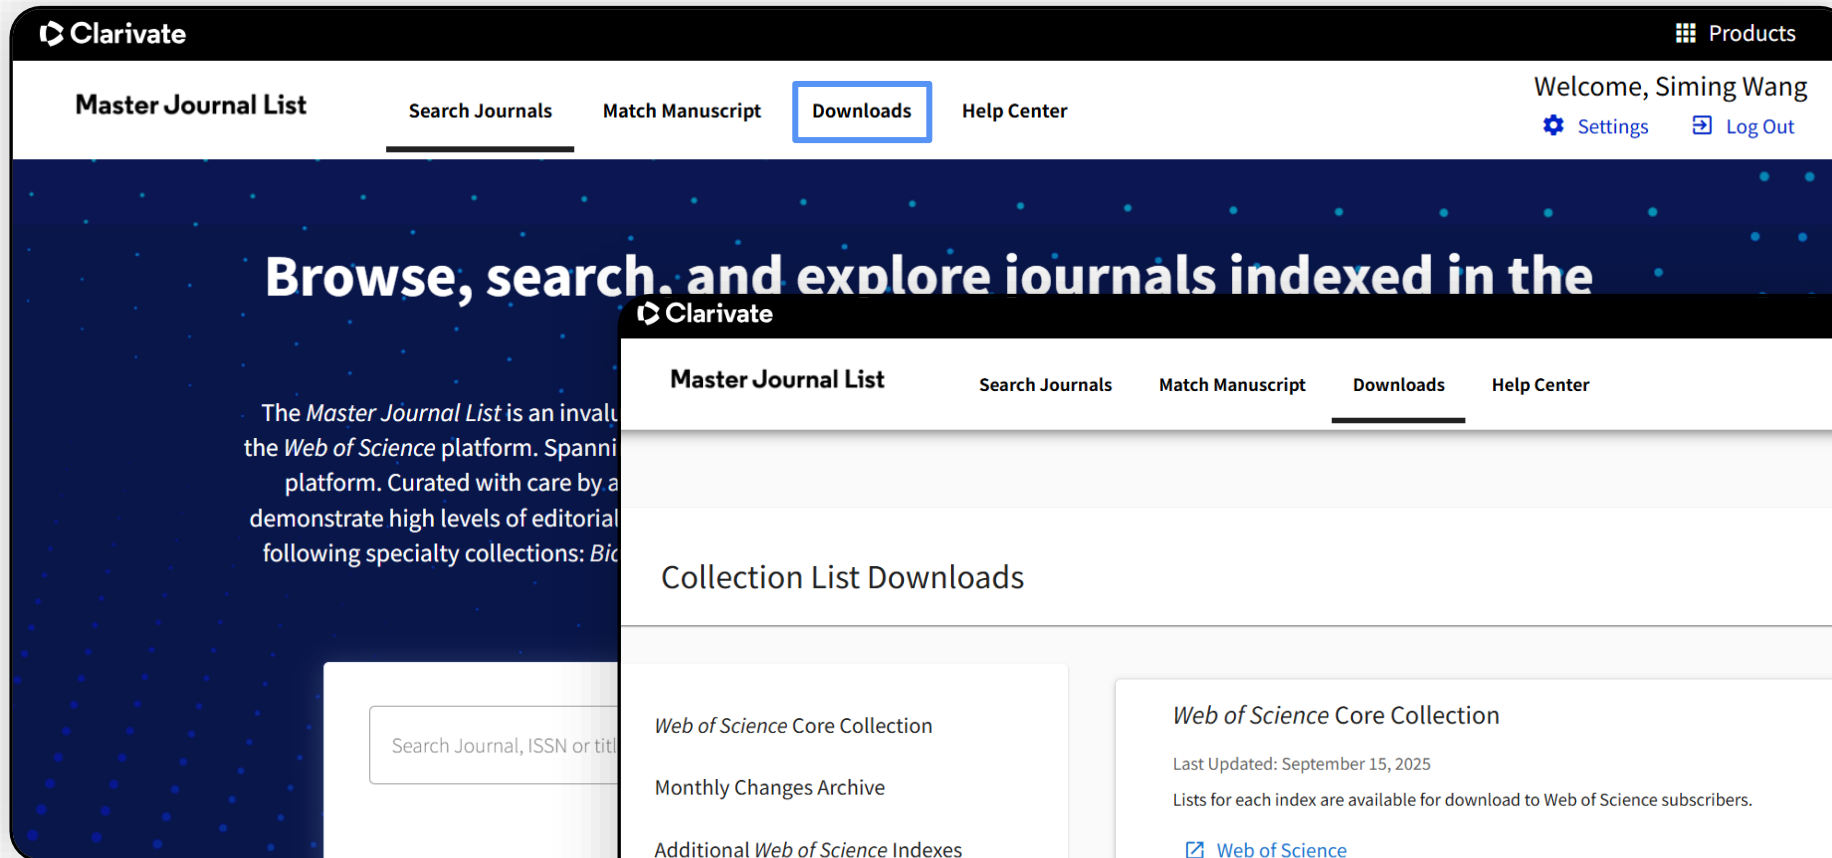 Clarivate
Products
Master Journal List
Search Journals
Match Manuscript
Downloads
Help Center
Welcome, Siming Wang
Settings
Log Out
Browse, search, and explore journals indexed in the
The Master Journal List is an
the Web of Science platform.
platform. Curated with care by
demonstrate high levels of editorial
following specialty collections:
Search Journal, ISSN or
Clarivate
Master Journal List
Search Journals
Match Manuscript
Downloads
Help Center
Collection List Downloads
Web of Science Core Collection
Monthly Changes Archive
Additional Web of Science Indexes
Web of Science Core Collection
Last Updated: September 15, 2025
Lists for each index are available for download to Web of Science subscribers.
Web of Science